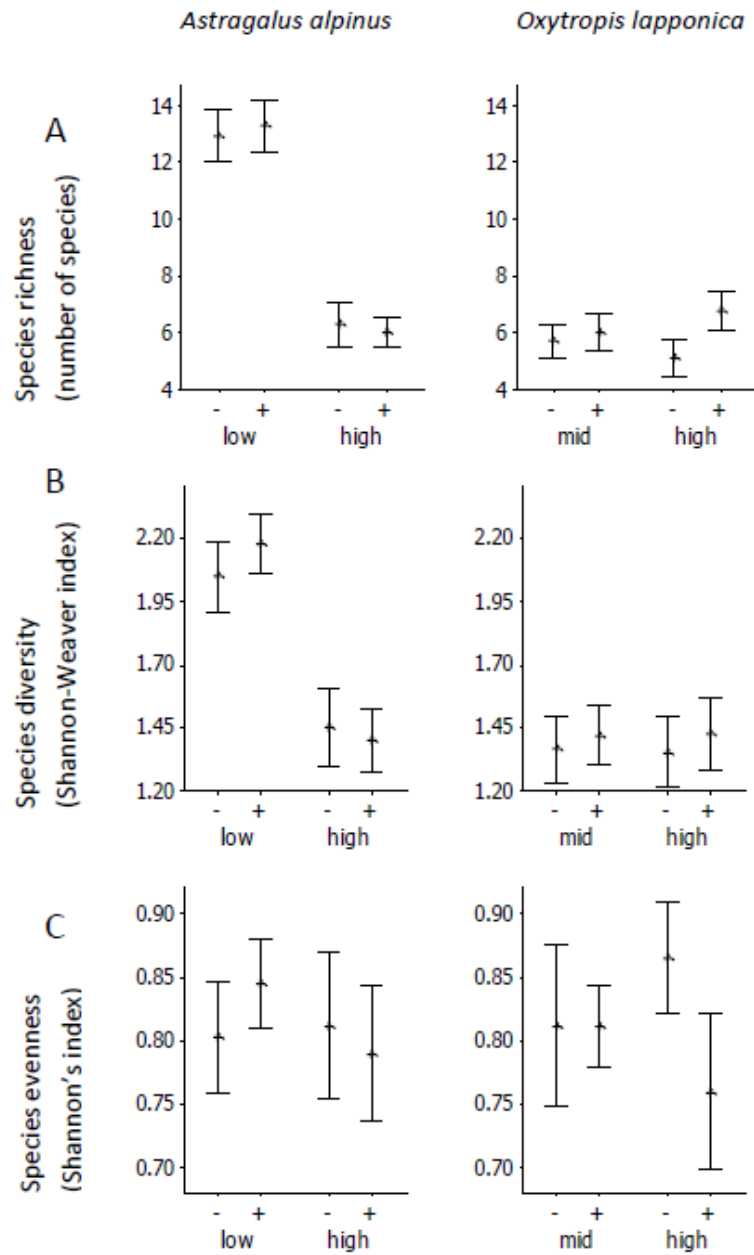 Astragalus alpinus
Oxytropis lapponica
A
Species richness
(number of species)
14
12
10
8
6
4
- + - +
low high
14
12
10
8
6
4
- + - +
mid high
B
Species diversity
(Shannon-Weaver index)
2.20
1.95
1.70
1.45
1.20
- + - +
low high
2.20
1.95
1.70
1.45
1.20
- + - +
mid high
C
Species evenness
(Shannon's index)
0.90
0.85
0.80
0.75
0.70
- + - +
low high
0.90
0.85
0.80
0.75
0.70
- + - +
mid high